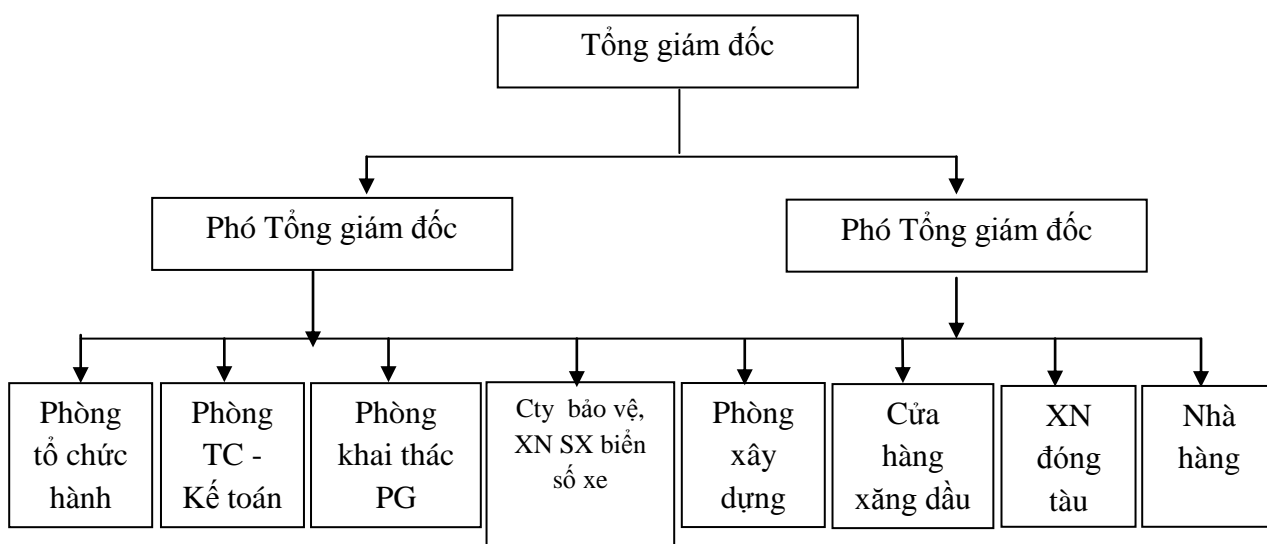 Tổng giám đốc
Phó Tổng giám đốc
Phó Tổng giám đốc
Phòng
tổ chức
hành
Phòng
TC -
Kế toán
Phòng
khai thác
PG
Cty bảo vệ,
XN SX biển
số xe
Phòng
xây
dựng
Cửa
hàng
xăng dầu
XN
đóng
tàu
Nhà
hàng